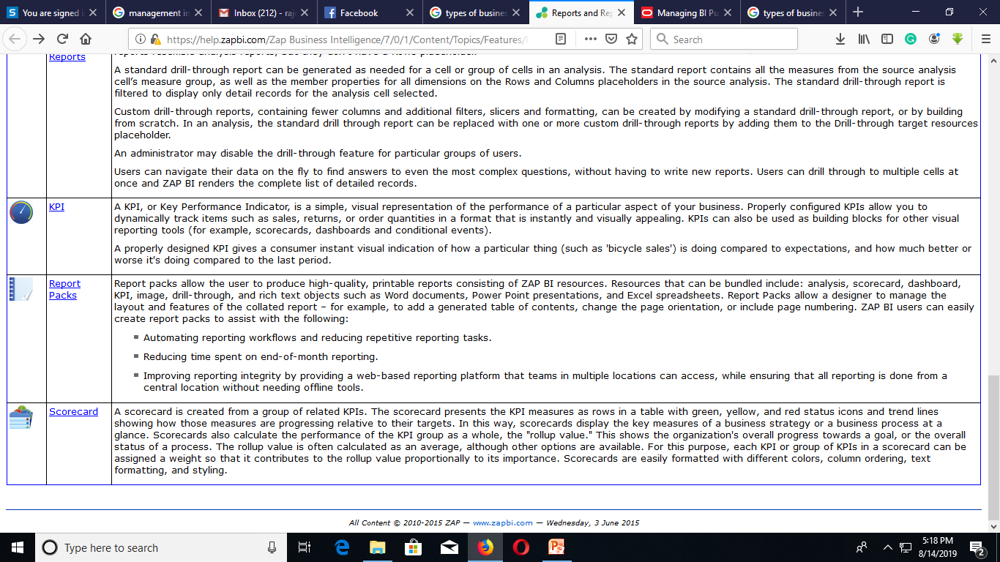 You are signed i
management in
Inbox (212) - raj
Facebook
types of busine
Reports and Rep
Managing BI Pu
types of busine
https://help.zapbi.com/Zap Business Intelligence/7/0/1/Content/Topics/Features/
Search
Reports
A standard drill-through report can be generated as needed for a cell or group of cells in an analysis. The standard report contains all the measures from the source analysis
cell's measure group, as well as the member properties for all dimensions on the Rows and Columns placeholders in the source analysis. The standard drill-through report is
filtered to display only detail records for the analysis cell selected.
Custom drill-through reports, containing fewer columns and additional filters, slicers and formatting, can be created by modifying a standard drill-through report, or by building
from scratch. In an analysis, the standard drill through report can be replaced with one or more custom drill-through reports by adding them to the Drill-through target resources
placeholder.
An administrator may disable the drill-through feature for particular groups of users.
Users can navigate their data on the fly to find answers to even the most complex questions, without having to write new reports. Users can drill through to multiple cells at
once and ZAP BI renders the complete list of detailed records.
KPI
A KPI, or Key Performance Indicator, is a simple, visual representation of the performance of a particular aspect of your business. Properly configured KPIs allow you to
dynamically track items such as sales, returns, or order quantities in a format that is instantly and visually appealing. KPIs can also be used as building blocks for other visual
reporting tools (for example, scorecards, dashboards and conditional events).
A properly designed KPI gives a consumer instant visual indication of how a particular thing (such as 'bicycle sales') is doing compared to expectations, and how much better or
worse it's doing compared to the last period.
Report
Packs
Report packs allow the user to produce high-quality, printable reports consisting of ZAP BI resources. Resources that can be bundled include: analysis, scorecard, dashboard,
KPI, image, drill-through, and rich text objects such as Word documents, Power Point presentations, and Excel spreadsheets. Report Packs allow a designer to manage the
layout and features of the collated report – for example, to add a generated table of contents, change the page orientation, or include page numbering. ZAP BI users can easily
create report packs to assist with the following:
Automating reporting workflows and reducing repetitive reporting tasks.
Reducing time spent on end-of-month reporting.
Improving reporting integrity by providing a web-based reporting platform that teams in multiple locations can access, while ensuring that all reporting is done from a
central location without needing offline tools.
Scorecard
A scorecard is created from a group of related KPIs. The scorecard presents the KPI measures as rows in a table with green, yellow, and red status icons and trend lines
showing how those measures are progressing relative to their targets. In this way, scorecards display the key measures of a business strategy or a business process at a
glance. Scorecards also calculate the performance of the KPI group as a whole, the "rollup value." This shows the organization's overall progress towards a goal, or the overall
status of a process. The rollup value is often calculated as an average, although other options are available. For this purpose, each KPI or group of KPIs in a scorecard can be
assigned a weight so that it contributes to the rollup value proportionally to its importance. Scorecards are easily formatted with different colors, column ordering, text
formatting, and styling.
All Content © 2010-2015 ZAP — www.zapbi.com — Wednesday, 3 June 2015
Type here to search
5:18 PM
8/14/2019
2